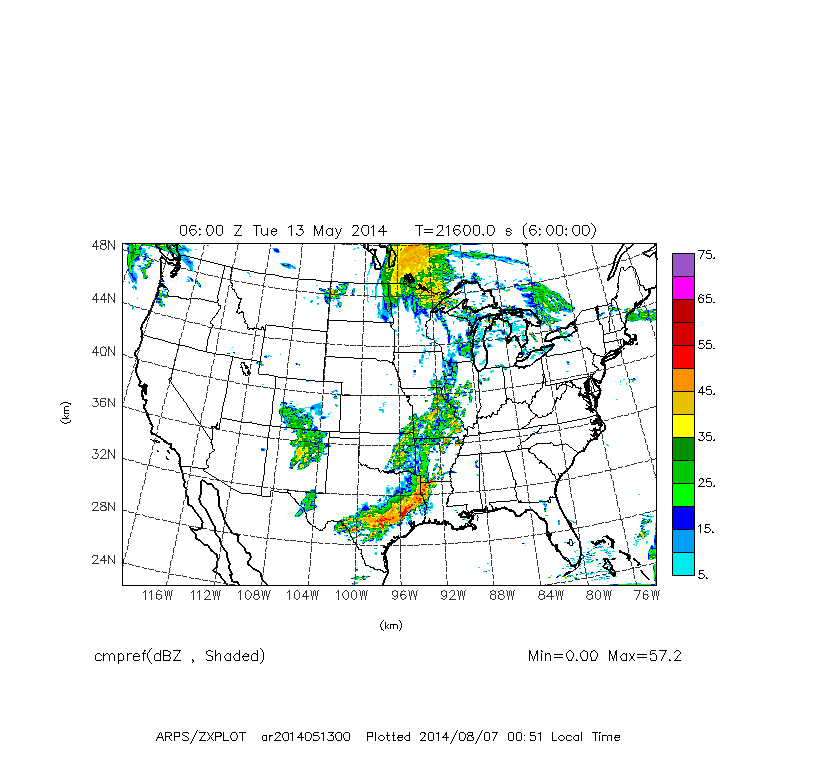 06:00 Z Tue 13 May 2014 T=21600.0 s (6:00:00)
48N
44N
40N
36N
32N
28N
24N
(km)
116W 112W 108W 104W 100W 96W 92W 88W 84W 80W 76W
(km)
75.
65.
55.
45.
35.
25.
15.
5.
cmpref(dBZ , Shaded) Min=0.00 Max=57.2
ARPS/ZXPLOT ar2014051300 Plotted 2014/08/07 00:51 Local Time